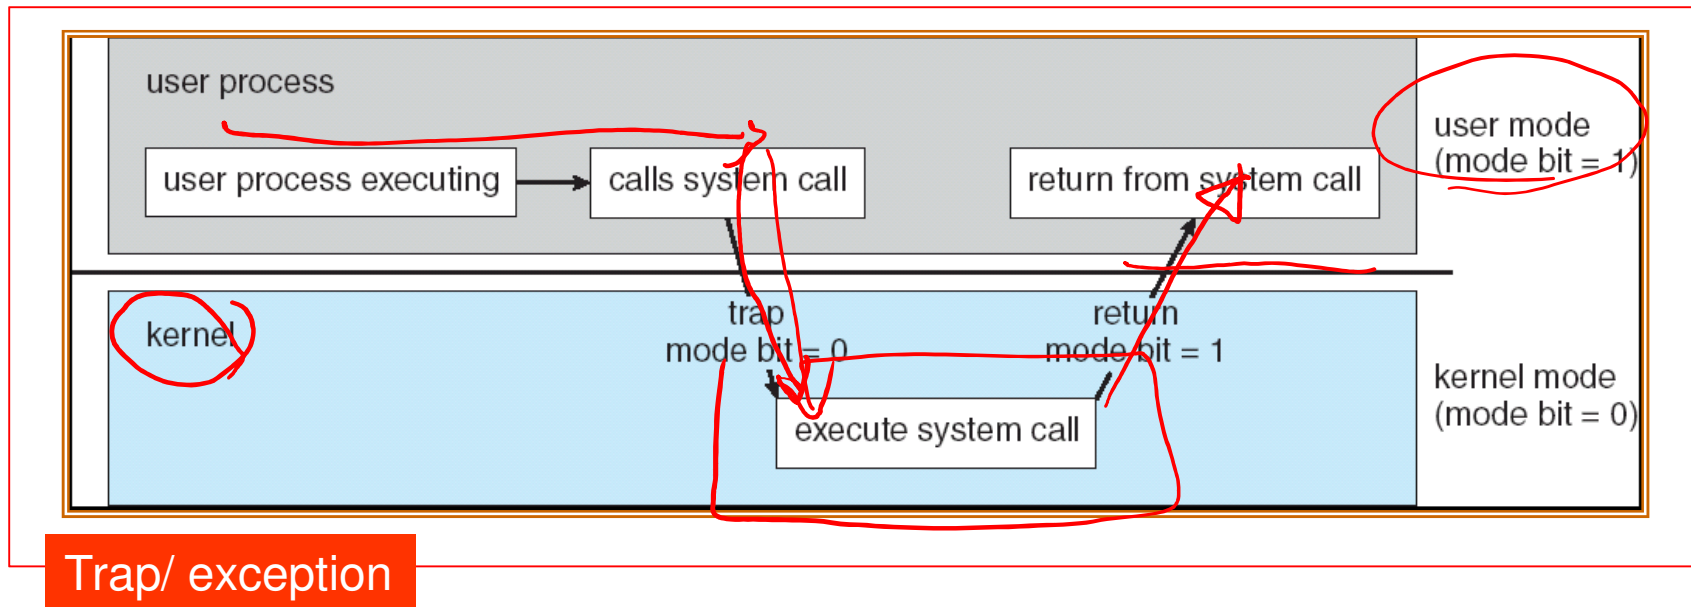 user process
user process executing
calls system call
return from system call
user mode
(mode bit = 1)
kernel
trap
mode bit = 0
return
mode bit = 1
execute system call
kernel mode
(mode bit = 0)
Trap/ exception